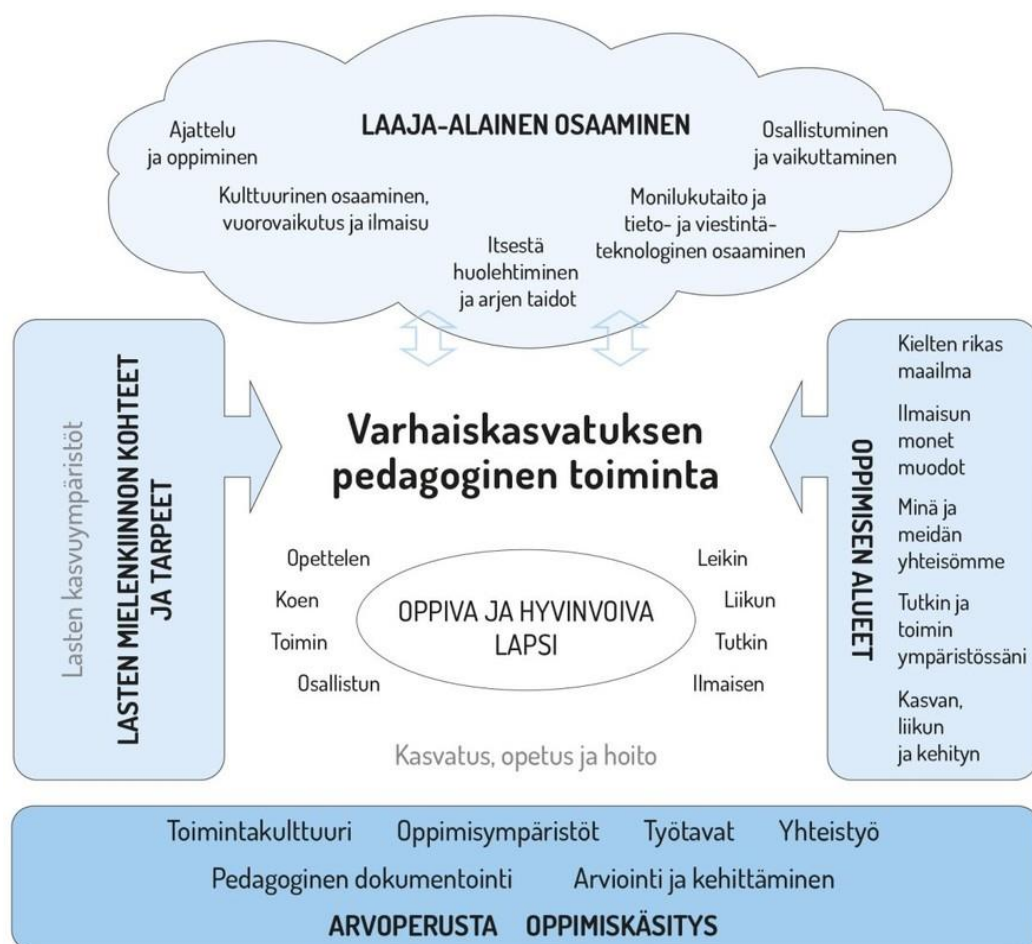 LAAJA-ALAINEN OSAAMINEN
Ajattelu
ja oppiminen
Kulttuurinen osaaminen,
vuorovaikutus ja ilmaisu
Itsestä
huolehtiminen
ja arjen taidot
Monilukutaito ja
tieto- ja viestintä-
teknologinen osaaminen
Osallistuminen
ja vaikuttaminen
Lasten kasvuympäristöt
LASTEN MIELENKIINNON KOHTEET
JA TARPEET
Varhaiskasvatuksen
pedagoginen toiminta
Opettelen
Koen
Toimin
Osallistun
OPPIVA JA HYVINVOIVA
LAPSI
Leikin
Liikun
Tutkin
Ilmaisen
Kasvatus, opetus ja hoito
OPPIMISEN ALUEET
Kielten rikas
maailma
Ilmaisun
monet
muodot
Minä ja
meidän
yhteisömme
Tutkin ja
toimin
ympäristössäni
Kasvan,
liikun
ja kehityn
Toimintakulttuuri Oppimisympäristöt Työtavat Yhteistyö
Pedagoginen dokumentointi Arviointi ja kehittäminen
ARVOPERUSTA OPPIMISKÄSITYS